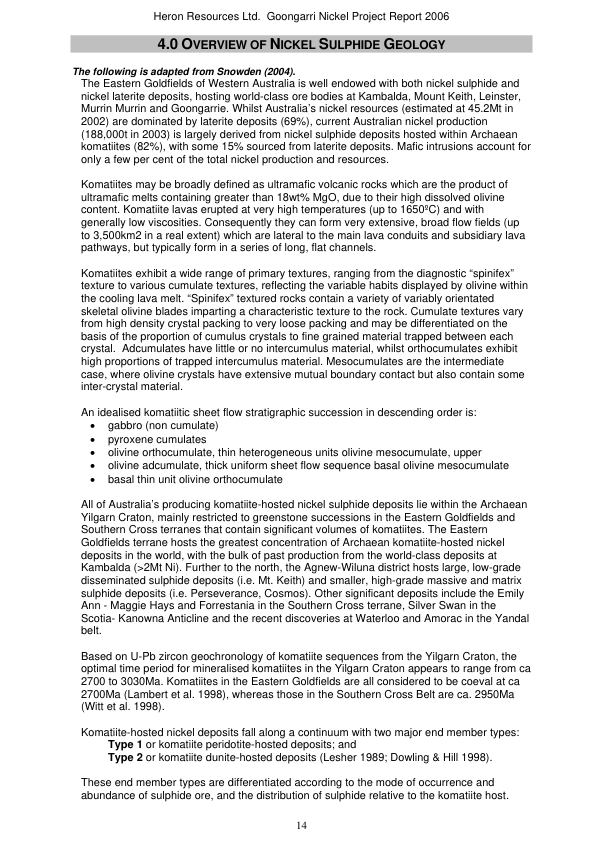 Heron Resources Ltd.  Goongarri Nickel Project Report 2006
4.0 OVERVIEW OF NICKEL SULPHIDE GEOLOGY
The following is adapted from Snowden (2004).
The Eastern Goldfields of Western Australia is well endowed with both nickel sulphide and
nickel laterite deposits, hosting world-class ore bodies at Kambalda, Mount Keith, Leinster,
Murrin Murrin and Goongarrie. Whilst Australia's nickel resources (estimated at 45.2Mt in
2002) are dominated by laterite deposits (69%), current Australian nickel production
(188,000t in 2003) is largely derived from nickel sulphide deposits hosted within Archaean
komatiites (82%), with some 15% sourced from laterite deposits. Mafic intrusions account for
only a few per cent of the total nickel production and resources.
Komatiites may be broadly defined as ultramafic volcanic rocks which are the product of
ultramafic melts containing greater than 18wt% MgO, due to their high dissolved olivine
content. Komatiite lavas erupted at very high temperatures (up to 1650ºC) and with
generally low viscosities. Consequently they can form very extensive, broad flow fields (up
to 3,500km2 in a real extent) which are lateral to the main lava conduits and subsidiary lava
pathways, but typically form in a series of long, flat channels.
Komatiites exhibit a wide range of primary textures, ranging from the diagnostic "spinifex"
texture to various cumulate textures, reflecting the variable habits displayed by olivine within
the cooling lava melt. "Spinifex" textured rocks contain a variety of variably orientated
skeletal olivine blades imparting a characteristic texture to the rock. Cumulate textures vary
from high density crystal packing to very loose packing and may be differentiated on the
basis of the proportion of cumulus crystals to fine grained material trapped between each
crystal.  Adcumulates have little or no intercumulus material, whilst orthocumulates exhibit
high proportions of trapped intercumulus material. Mesocumulates are the intermediate
case, where olivine crystals have extensive mutual boundary contact but also contain some
inter-crystal material.
An idealised komatiitic sheet flow stratigraphic succession in descending order is:
• gabbro (non cumulate)
• pyroxene cumulates
• olivine orthocumulate, thin heterogeneous units olivine mesocumulate, upper
• olivine adcumulate, thick uniform sheet flow sequence basal olivine mesocumulate
• basal thin unit olivine orthocumulate
All of Australia's producing komatiite-hosted nickel sulphide deposits lie within the Archaean
Yilgarn Craton, mainly restricted to greenstone successions in the Eastern Goldfields and
Southern Cross terranes that contain significant volumes of komatiites. The Eastern
Goldfields terrane hosts the greatest concentration of Archaean komatiite-hosted nickel
deposits in the world, with the bulk of past production from the world-class deposits at
Kambalda (>2Mt Ni). Further to the north, the Agnew-Wiluna district hosts large, low-grade
disseminated sulphide deposits (i.e. Mt. Keith) and smaller, high-grade massive and matrix
sulphide deposits (i.e. Perseverance, Cosmos). Other significant deposits include the Emily
Ann - Maggie Hays and Forrestania in the Southern Cross terrane, Silver Swan in the
Scotia- Kanowna Anticline and the recent discoveries at Waterloo and Amorac in the Yandal
belt.
Based on U-Pb zircon geochronology of komatiite sequences from the Yilgarn Craton, the
optimal time period for mineralised komatiites in the Yilgarn Craton appears to range from ca
2700 to 3030Ma. Komatiites in the Eastern Goldfields are all considered to be coeval at ca
2700Ma (Lambert et al. 1998), whereas those in the Southern Cross Belt are ca. 2950Ma
(Witt et al. 1998).
Komatiite-hosted nickel deposits fall along a continuum with two major end member types:
Type 1 or komatiite peridotite-hosted deposits; and
Type 2 or komatiite dunite-hosted deposits (Lesher 1989; Dowling & Hill 1998).
These end member types are differentiated according to the mode of occurrence and
abundance of sulphide ore, and the distribution of sulphide relative to the komatiite host.
14